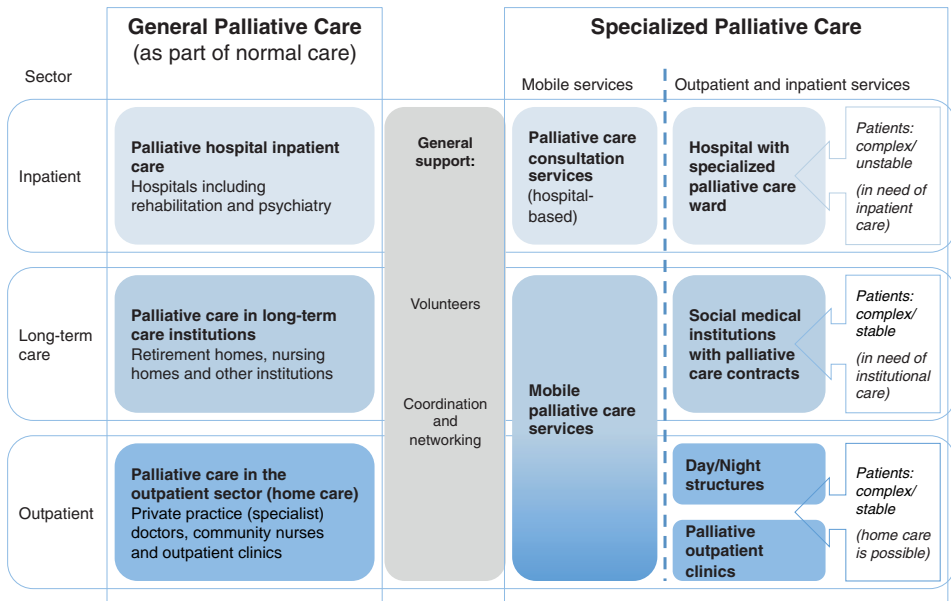 General Palliative Care
(as part of normal care)
Specialized Palliative Care
Sector
Mobile services
Outpatient and inpatient services
Inpatient
Palliative hospital inpatient
care
Hospitals including
rehabilitation and psychiatry
General
support:
Palliative care
consultation
services
(hospital-
based)
Hospital with
specialized
palliative care
ward
Patients:
complex/
unstable
(in need of
inpatient
care)
Long-term
care
Palliative care in long-term
care institutions
Retirement homes, nursing
homes and other institutions
Volunteers
Coordination
and
networking
Mobile
palliative care
services
Social medical
institutions
with palliative
care contracts
Patients:
complex/
stable
(in need of
institutional
care)
Outpatient
Palliative care in the
outpatient sector (home care)
Private practice (specialist)
doctors, community nurses
and outpatient clinics
Day/Night
structures
Palliative
outpatient
clinics
Patients:
complex/
stable
(home care
is possible)